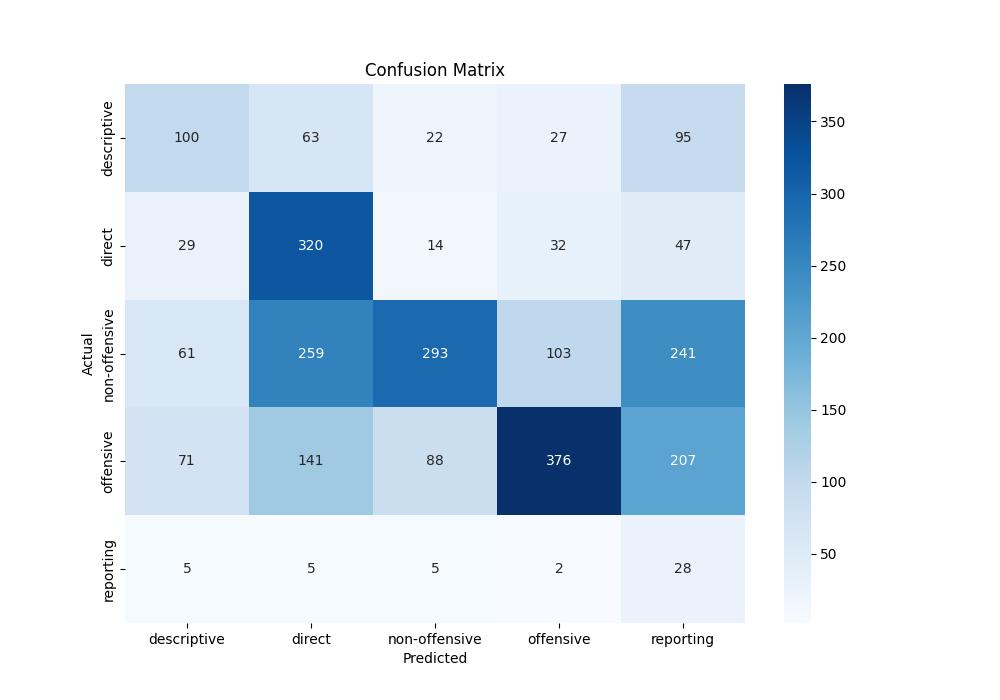 Confusion Matrix
descriptive 100 63 22 27 95
direct 29 320 14 32 47
non-offensive 61 259 293 103 241
offensive 71 141 88 376 207
reporting 5 5 5 2 28
descriptive direct non-offensive offensive reporting
Predicted
Actual
350
300
250
200
150
100
50